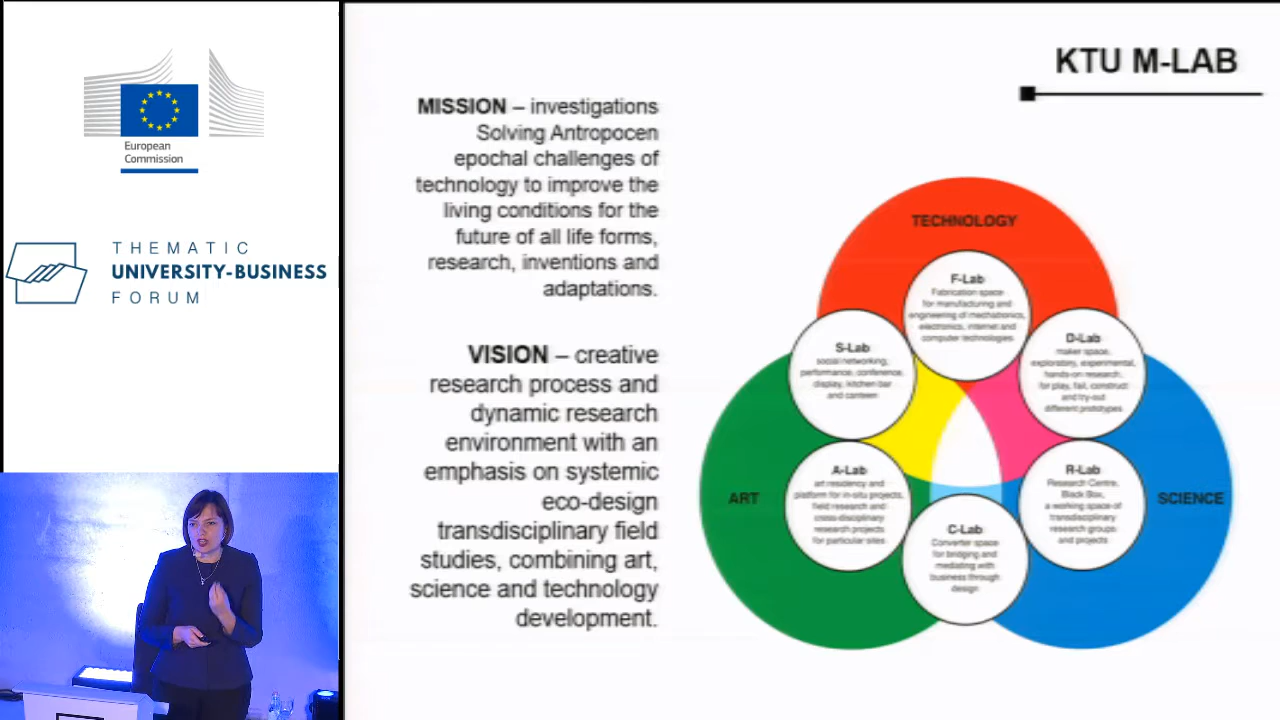 European
Commission
THEMATIC
UNIVERSITY-BUSINESS
FORUM
KTU M-LAB
MISSION – investigations
Solving Antropocen
epochal challenges of
technology to improve the
living conditions for the
future of all life forms,
research, inventions and
adaptations.
VISION – creative
research process and
dynamic research
environment with an
emphasis on systemic
eco-design
transdisciplinary field
studies, combining art,
science and technology
development.
TECHNOLOGY
F-Lab
Fabrication space
for manufacturing and
engineering of mechatronics,
electronics, internet and
computer technologies
S-Lab
social networking,
performance, conference,
display, kitchen bar
and canteen
D-Lab
maker space,
exploratory, experimental,
hands-on research,
for play, fail, construct
and try-out
different prototypes
ART
A-Lab
art residency and
platform for in-situ projects,
field research and
cross-disciplinary
research projects
for particular sites
R-Lab
Research Centre,
Black Box,
a working space of
transdisciplinary
research groups
and projects
SCIENCE
C-Lab
Converter space
for bridging and
mediating with
business through
design